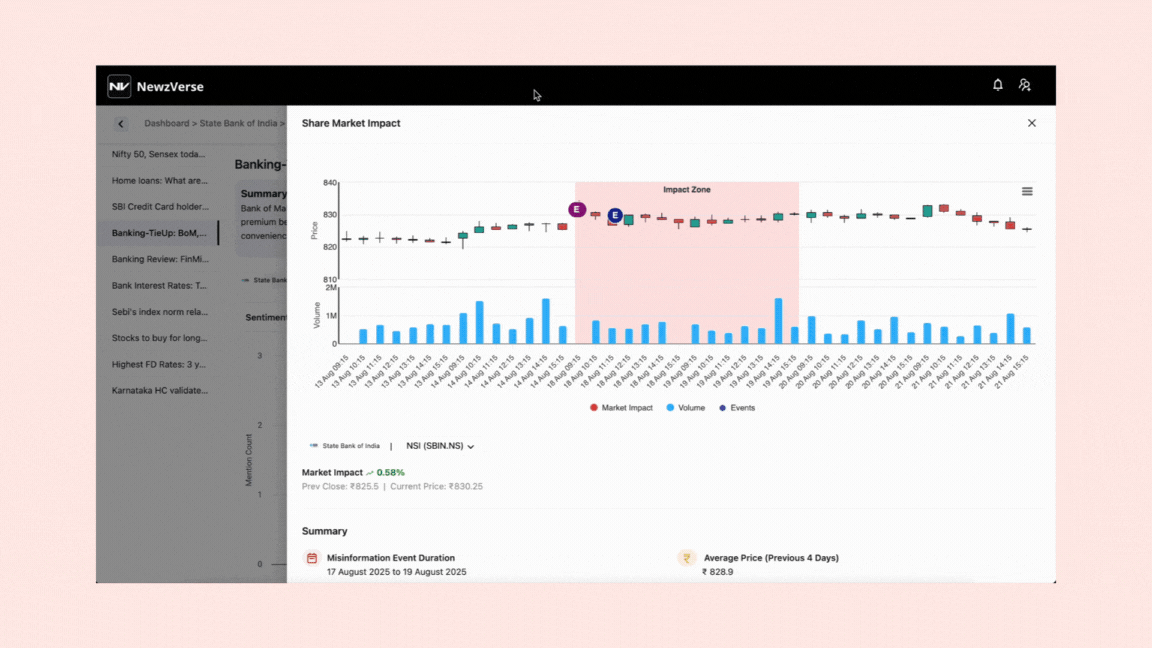 NV NewzVerse
Dashboard > State Bank of India >
Nifty 50, Sensex toda...
Home loans: What are...
SBI Credit Card holder...
Banking-TieUp: BoM,...
Banking Review: FinMi...
Bank Interest Rates: T...
Sebi's index norm rela...
Stocks to buy for long...
Highest FD Rates: 3 y...
Karnataka HC validate...
Banking-
Summary
Bank of Ma
premium be
convenienc
State Bank
Sentiment
3
2
1
0
Mention Count
Share Market Impact
Impact Zone
840
830
820
810
Price
E
E
2M
1M
0
Volume
13 Aug 09:15
13 Aug 10:15
13 Aug 11:15
13 Aug 12:15
13 Aug 13:15
13 Aug 14:15
13 Aug 15:15
14 Aug 09:15
14 Aug 10:15
14 Aug 11:15
14 Aug 12:15
14 Aug 13:15
14 Aug 14:15
14 Aug 15:15
18 Aug 09:15
18 Aug 10:15
18 Aug 11:15
18 Aug 12:15
18 Aug 13:15
18 Aug 14:15
18 Aug 15:15
19 Aug 09:15
19 Aug 10:15
19 Aug 11:15
19 Aug 12:15
19 Aug 13:15
19 Aug 14:15
19 Aug 15:15
20 Aug 09:15
20 Aug 10:15
20 Aug 11:15
20 Aug 12:15
20 Aug 13:15
20 Aug 14:15
20 Aug 15:15
21 Aug 09:15
21 Aug 10:15
21 Aug 11:15
21 Aug 12:15
21 Aug 13:15
21 Aug 14:15
21 Aug 15:15
Market Impact Volume Events
State Bank of India | NSI (SBIN.NS)
Market Impact 0.58%
Prev Close: ₹825.5 | Current Price: ₹830.25
Summary
Misinformation Event Duration
17 August 2025 to 19 August 2025
Average Price (Previous 4 Days)
₹ 828.9